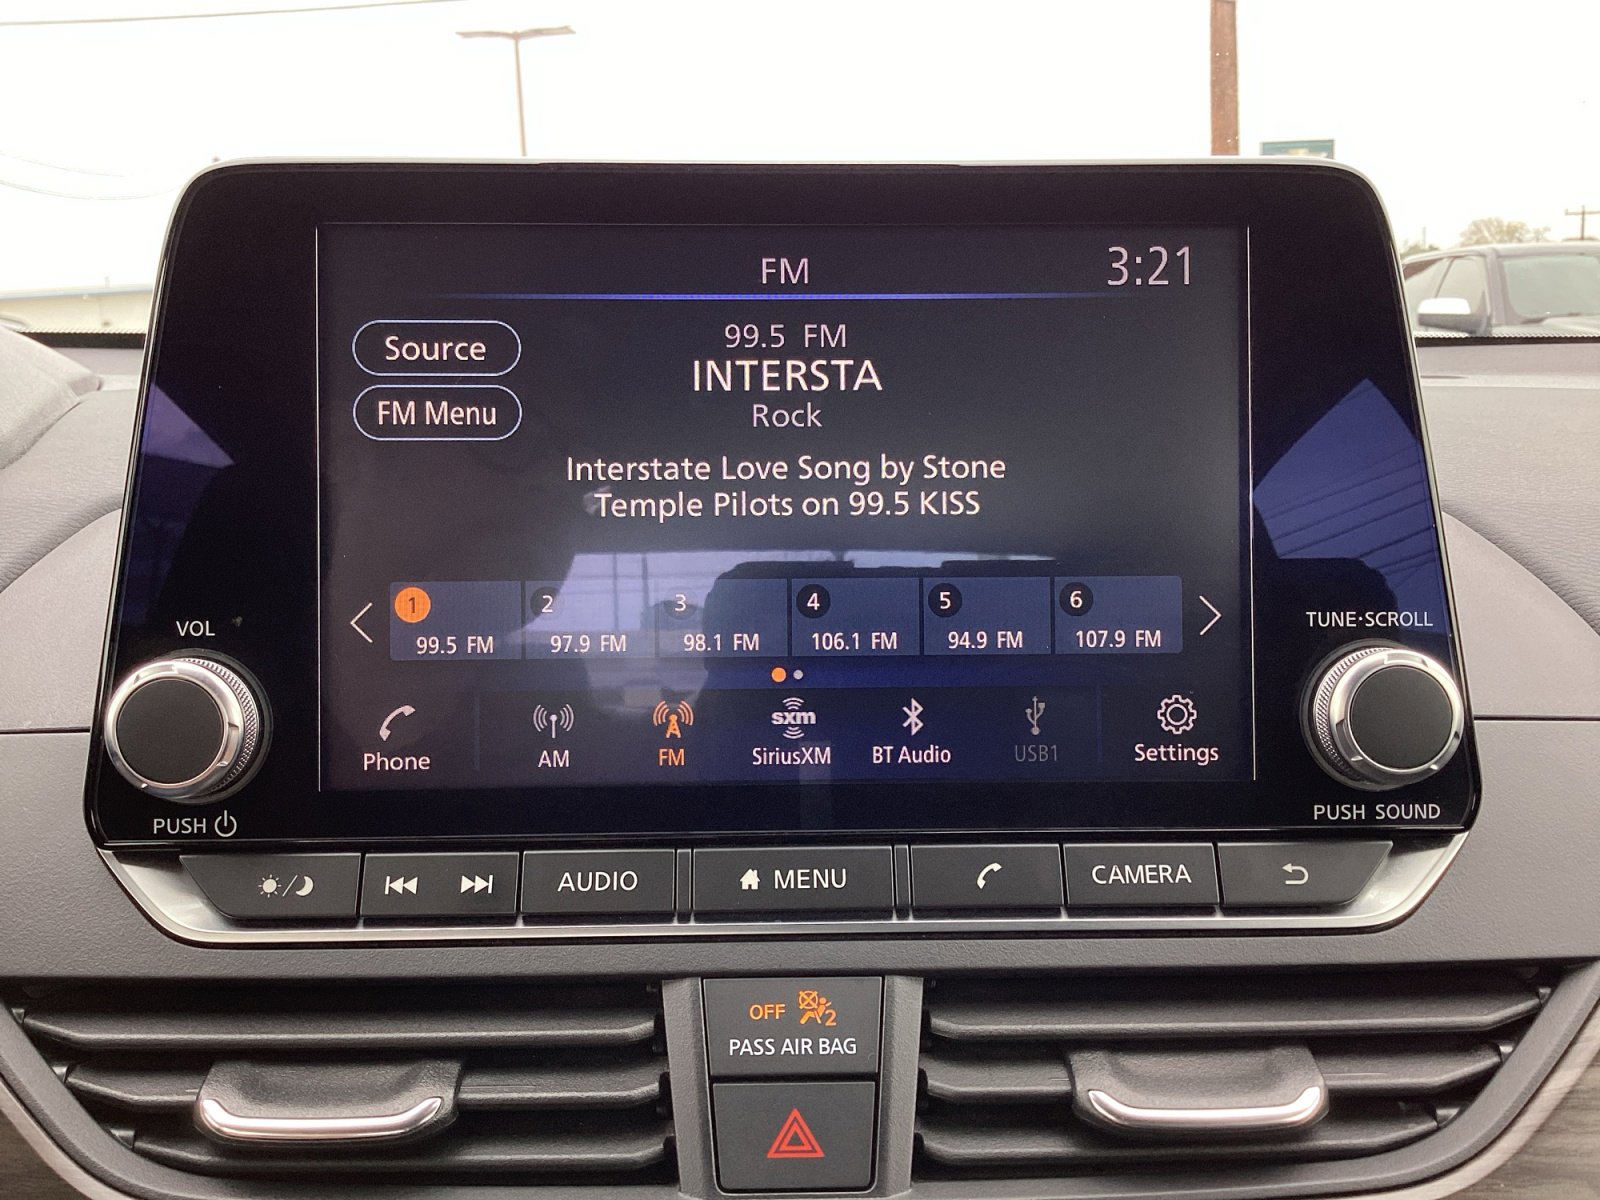 FM
3:21
Source
FM Menu
99.5 FM
INTERSTA
Rock
Interstate Love Song by Stone
Temple Pilots on 99.5 KISS
1
99.5 FM
2
97.9 FM
3
98.1 FM
4
106.1 FM
5
94.9 FM
6
107.9 FM
Phone
AM
FM
sxm
SiriusXM
BT Audio
USB1
Settings
VOL
PUSH
TUNE·SCROLL
PUSH SOUND
AUDIO
MENU
CAMERA
OFF
2
PASS AIR BAG